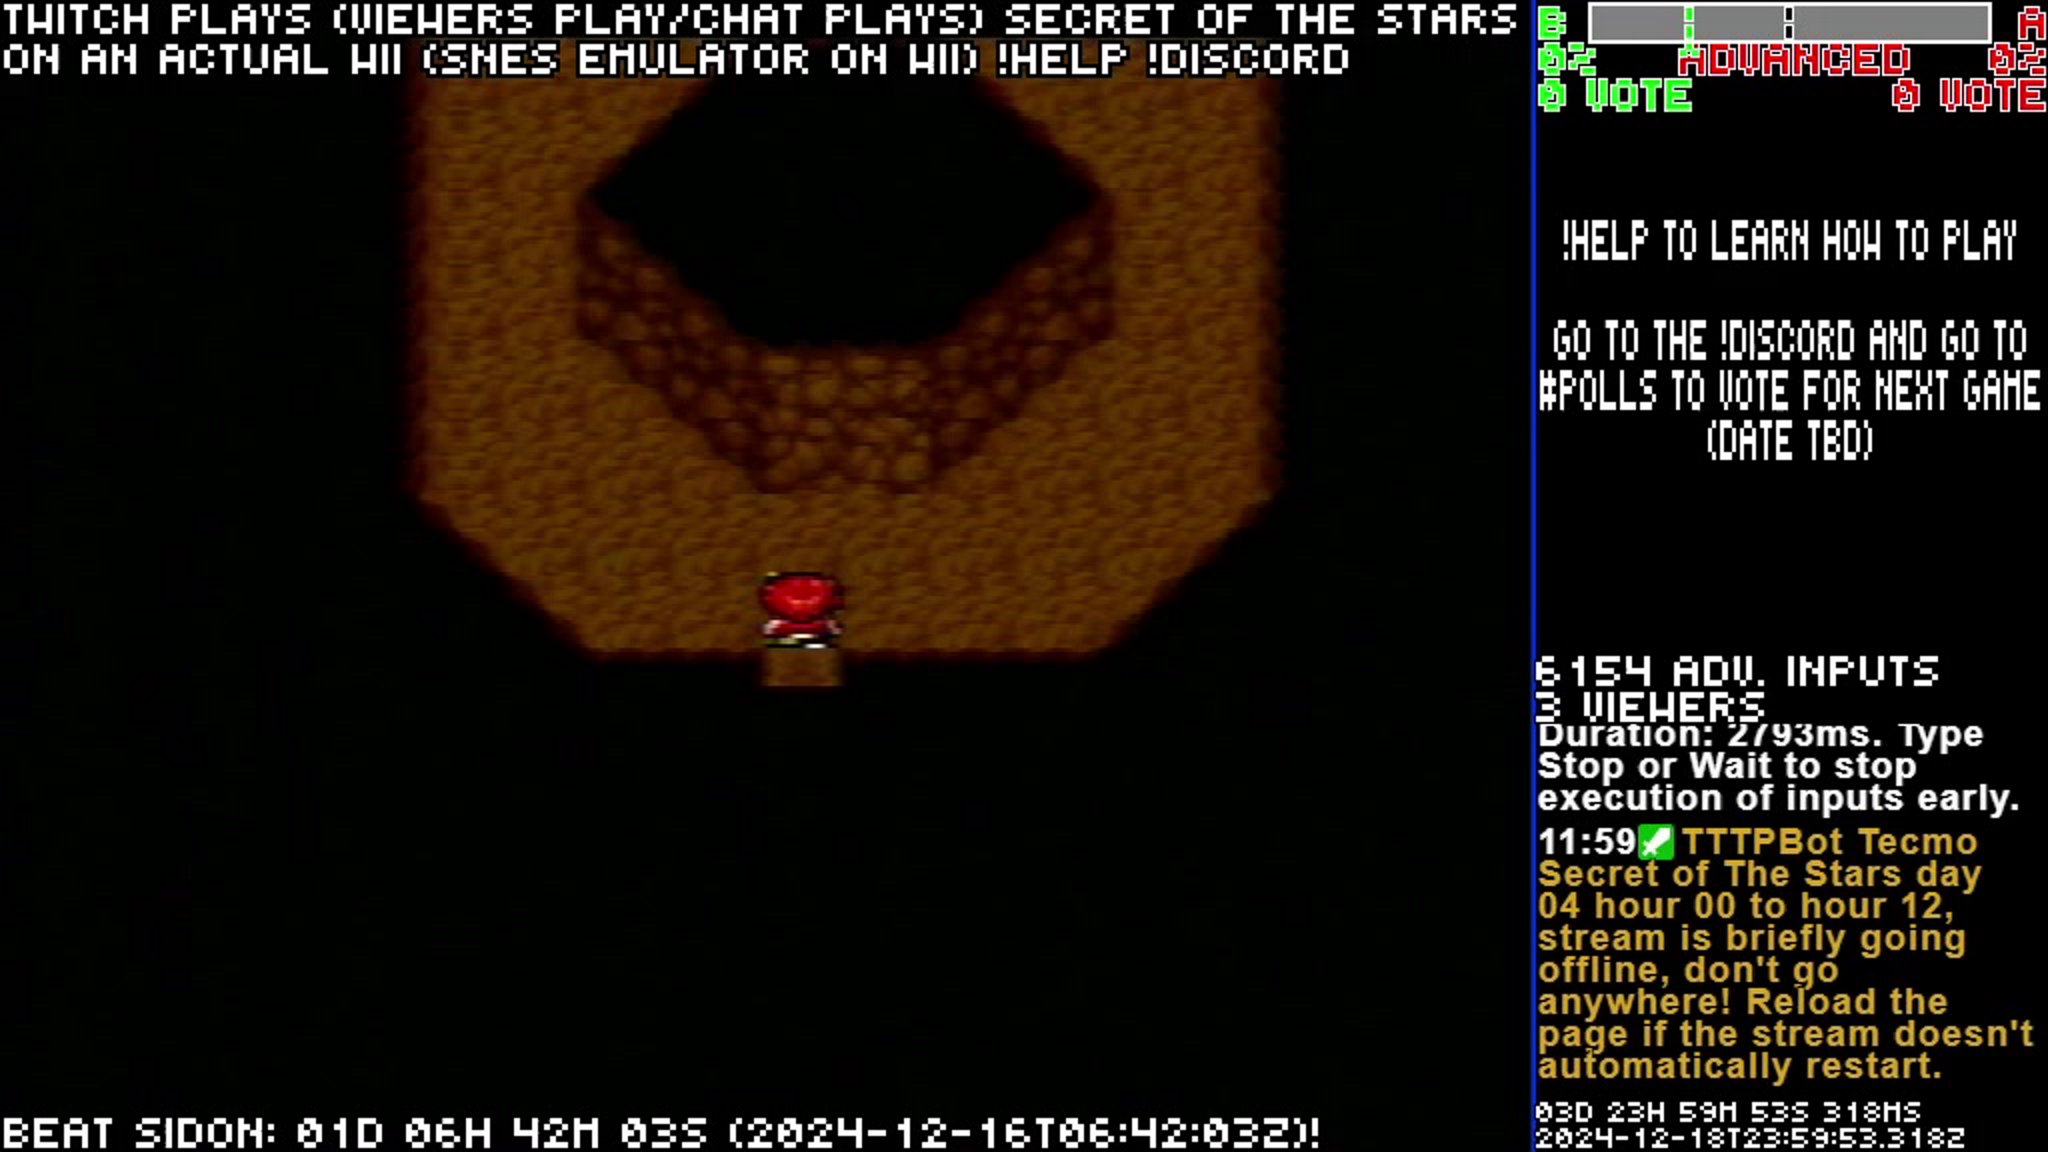 TWITCH PLAYS (VIEWERS PLAY/CHAT PLAYS) SECRET OF THE STARS
ON AN ACTUAL WII (SNES EMULATOR ON WII) !HELP !DISCORD
B A
0% ADVANCED 0%
0 VOTE 0 VOTE
!HELP TO LEARN HOW TO PLAY
GO TO THE !DISCORD AND GO TO
#POLLS TO VOTE FOR NEXT GAME
(DATE TBD)
6154 ADV. INPUTS
3 VIEWERS
Duration: 2793ms. Type
Stop or Wait to stop
execution of inputs early.
11:59 TTTPBot Tecmo
Secret of The Stars day
04 hour 00 to hour 12,
stream is briefly going
offline, don't go
anywhere! Reload the
page if the stream doesn't
automatically restart.
03D 23H 59M 53S 318MS
2024-12-18T23:59:53.318Z
BEAT SIDON: 01D 06H 42M 03S (2024-12-16T06:42:03Z)!